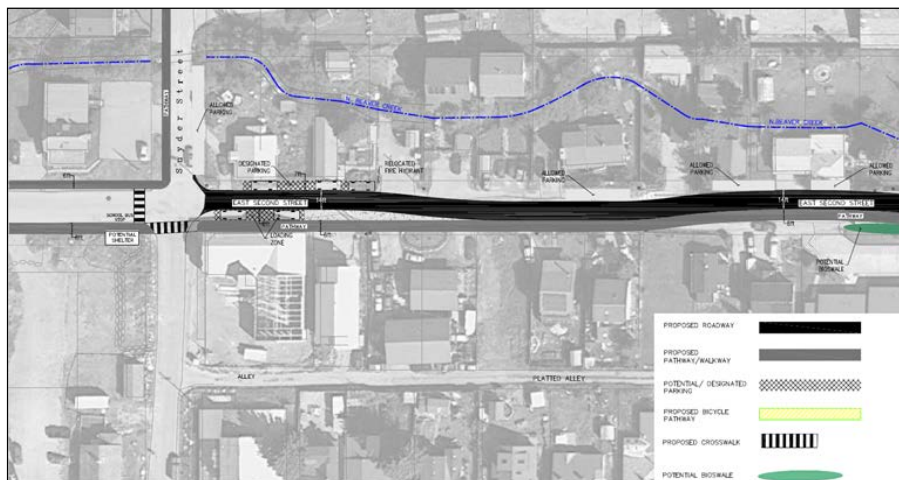 Snyder Street
PATHWAY
ALLOWED
PARKING
N. BEAVER CREEK
N. BEAVER CREEK
DESIGNATED
PARKING
RELOCATED
FIRE HYDRANT
ALLOWED
PARKING
ALLOWED
PARKING
ALLOWED
PARKING
EAST SECOND STREET
EAST SECOND STREET
SCHOOL BUS
STOP
POTENTIAL
SHELTER
PATHWAY
LOADING
ZONE
PATHWAY
POTENTIAL
BIOSWALE
ALLEY
PLATTED ALLEY
PROPOSED ROADWAY
PROPOSED
PATHWAY/WALKWAY
POTENTIAL/ DESIGNATED
PARKING
PROPOSED BICYCLE
PATHWAY
PROPOSED CROSSWALK
POTENTIAL BIOSWALE